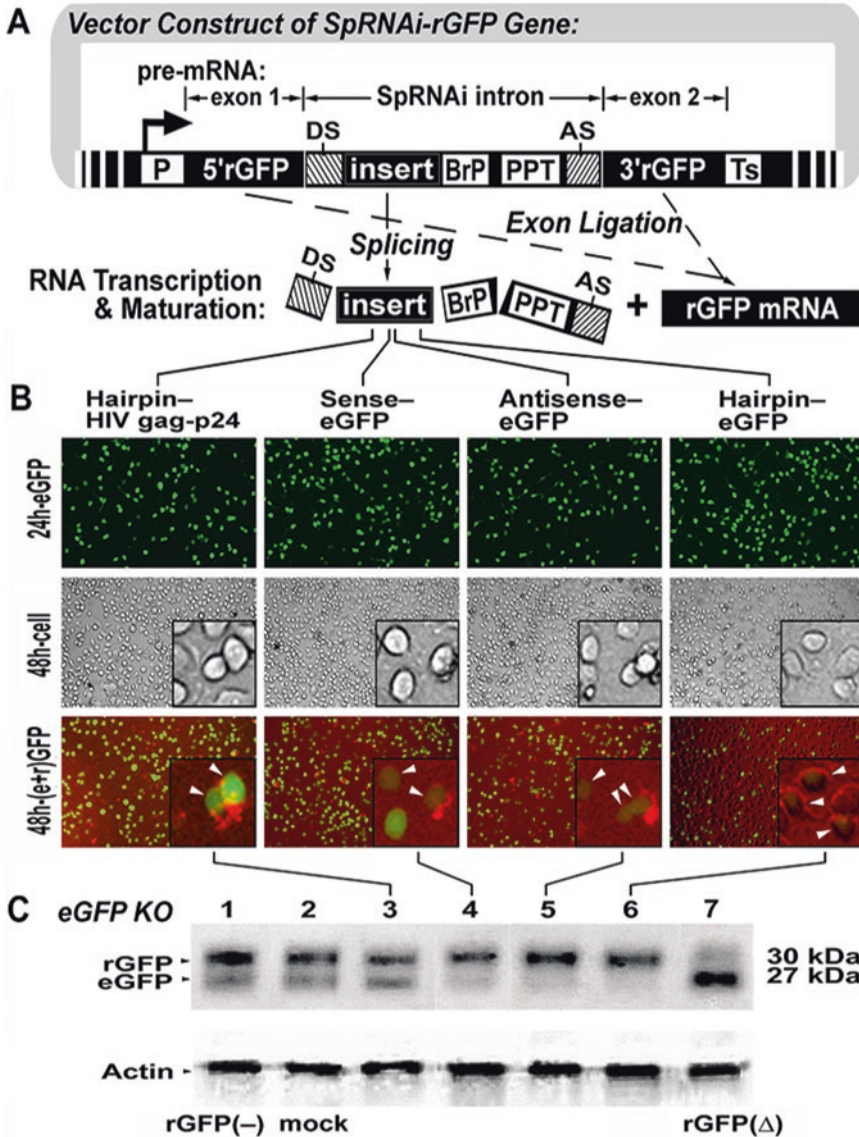 A
Vector Construct of SpRNAi-rGFP Gene:
pre-mRNA:
exon 1
SpRNAi intron
exon 2
DS
AS
P
5'rGFP
insert
BrP
PPT
3'rGFP
Ts
Splicing
Exon Ligation
RNA Transcription
& Maturation:
DS
insert
BrP
PPT
AS
+
rGFP mRNA
B
Hairpin–
HIV gag-p24
Sense–
eGFP
Antisense–
eGFP
Hairpin–
eGFP
24h-eGFP
48h-cell
48h-(e+r)GFP
C
eGFP KO
1 2 3 4 5 6 7
rGFP
30 kDa
eGFP
27 kDa
Actin
rGFP(–) mock rGFP(Δ)